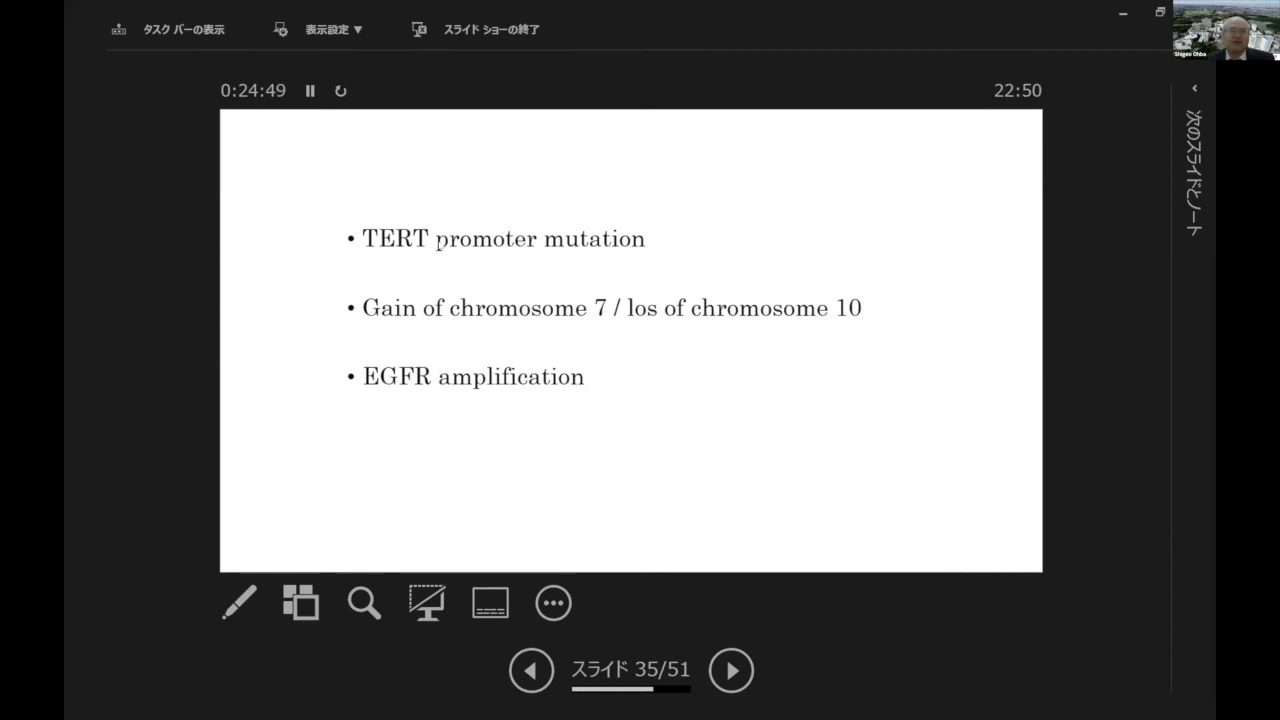 タスク バーの表示
表示設定 ▼
スライド ショーの終了
Shigeo Ohba
0:24:49
22:50
次のスライドとノート
• TERT promoter mutation
• Gain of chromosome 7 / los of chromosome 10
• EGFR amplification
スライド 35/51